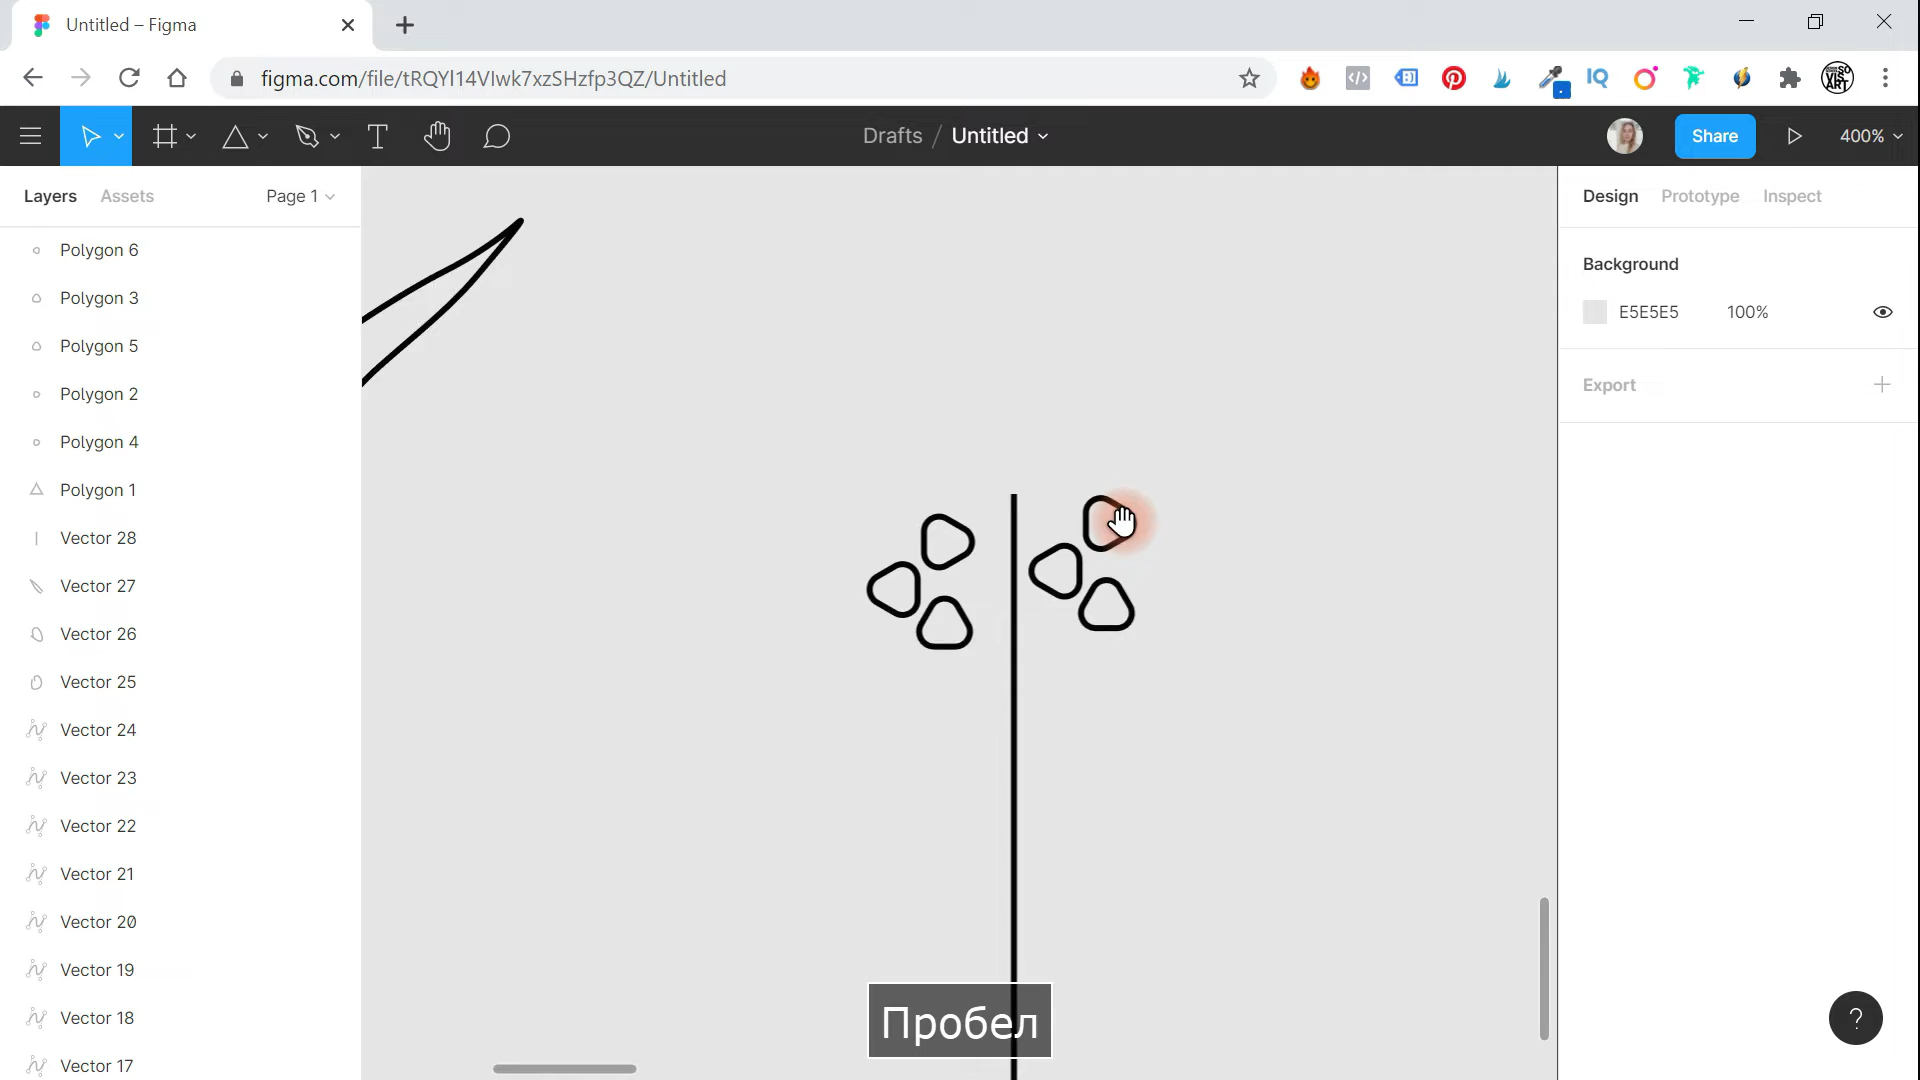 Untitled – Figma
figma.com/file/tRQYl14VIwk7xzSHzfp3QZ/Untitled
IQ
Drafts / Untitled
Share
400%
Layers
Assets
Page 1
Design
Prototype
Inspect
Polygon 6
Polygon 3
Polygon 5
Polygon 2
Polygon 4
Polygon 1
Vector 28
Vector 27
Vector 26
Vector 25
Vector 24
Vector 23
Vector 22
Vector 21
Vector 20
Vector 19
Vector 18
Vector 17
Background
E5E5E5 100%
Export
Пробел
?